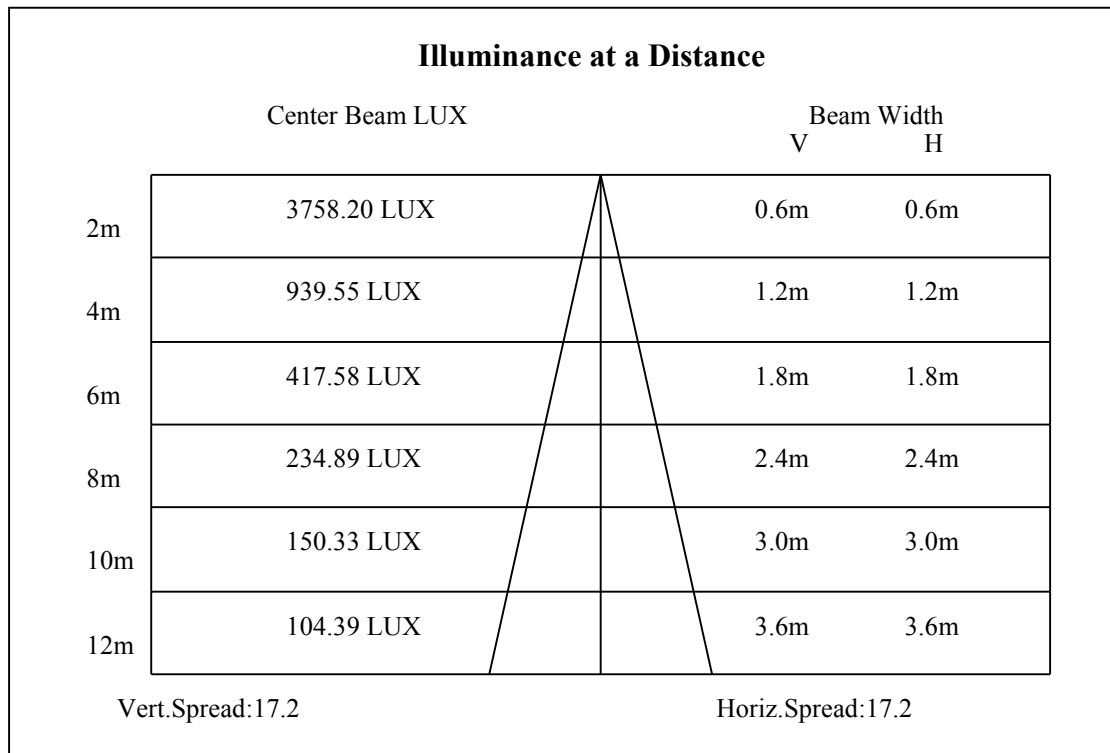 Illuminance at a Distance
Center Beam LUX Beam Width
V H
2m 3758.20 LUX 0.6m 0.6m
4m 939.55 LUX 1.2m 1.2m
6m 417.58 LUX 1.8m 1.8m
8m 234.89 LUX 2.4m 2.4m
10m 150.33 LUX 3.0m 3.0m
12m 104.39 LUX 3.6m 3.6m
Vert.Spread:17.2 Horiz.Spread:17.2